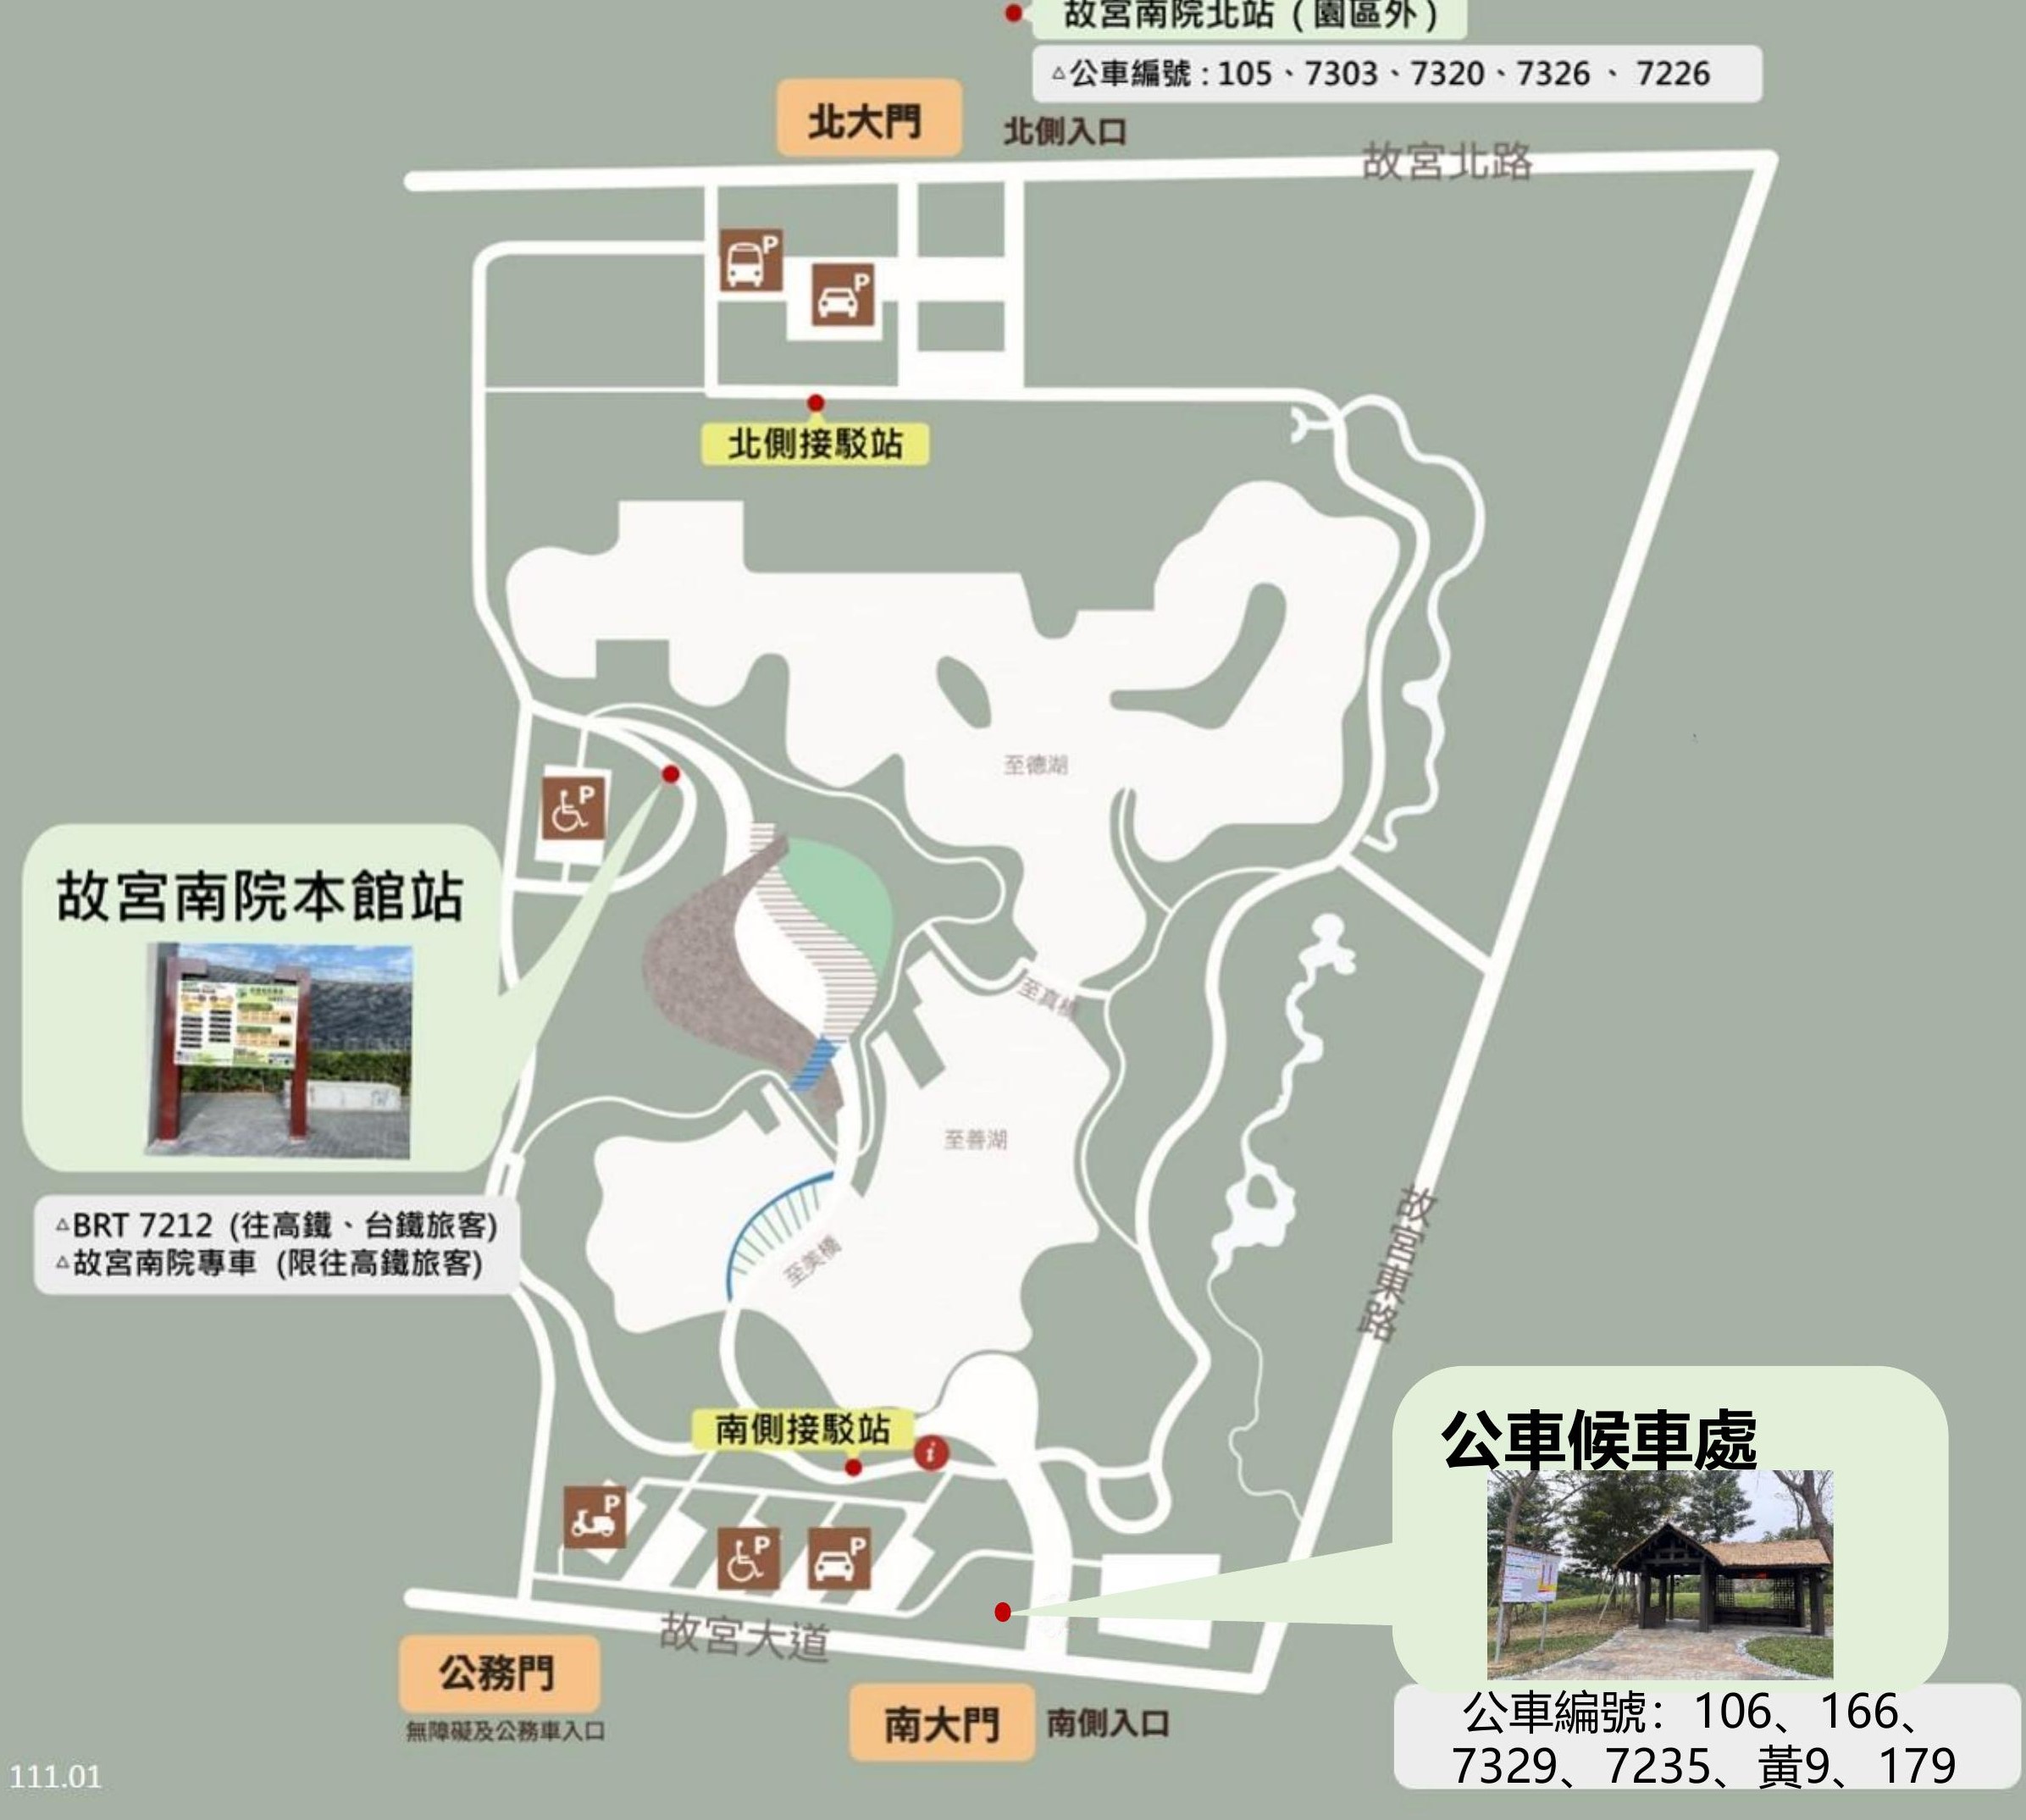 故宮南院北站 (園區外)
△公車編號：105、7303、7320、7326、7226
北大門
北側入口
故宮北路
P
P
北側接駁站
至德湖
P
故宮南院本館站
至真橋
至善湖
△BRT 7212 (往高鐵、台鐵旅客)
△故宮南院專車 (限往高鐵旅客)
至美橋
故宮東路
南側接駁站
i
公車候車處
P
P
P
故宮大道
公務門
無障礙及公務車入口
南大門
南側入口
公車編號：106、166、
7329、7235、黃9、179
111.01